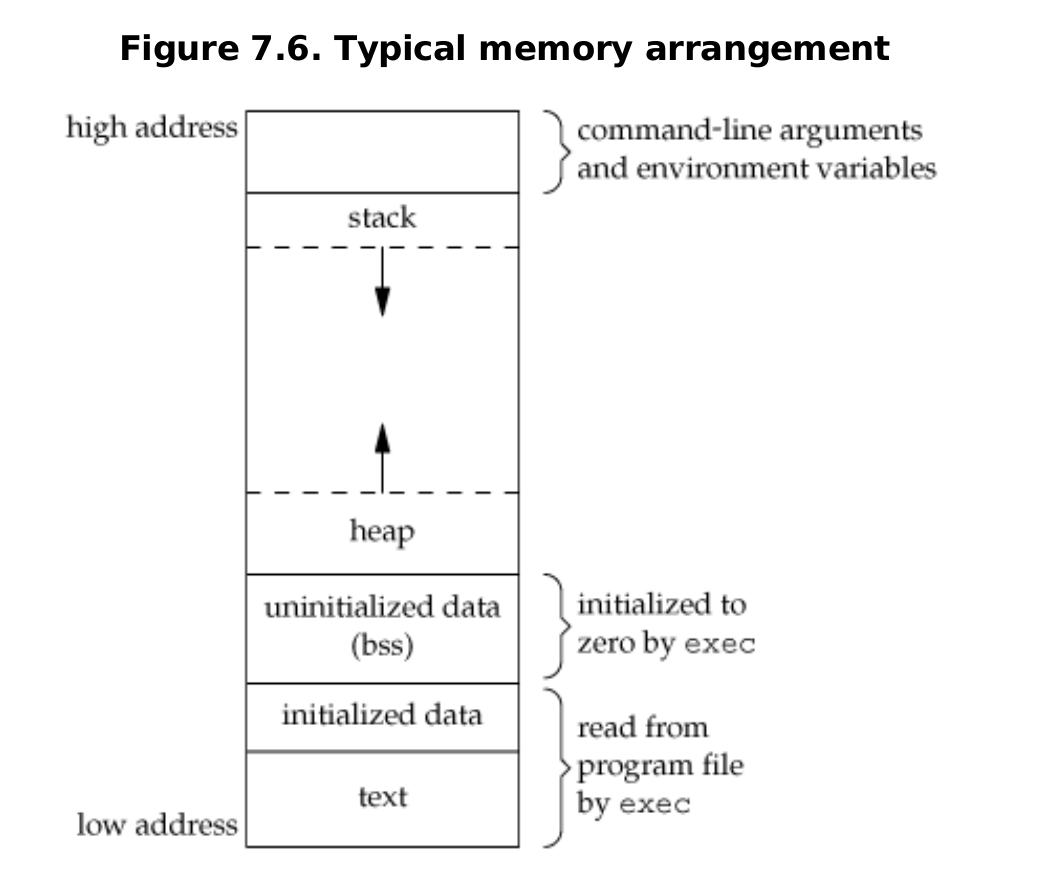 Figure 7.6. Typical memory arrangement
high address
command-line arguments
and environment variables
stack
heap
uninitialized data
(bss)
initialized to
zero by exec
initialized data
read from
program file
by exec
text
low address